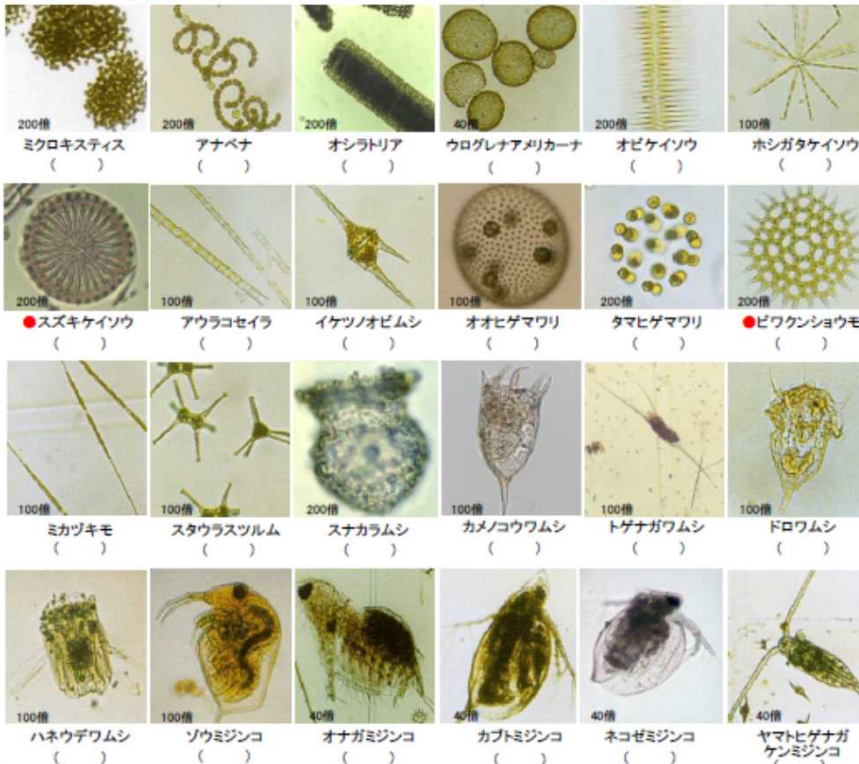 200倍 200倍 200倍 40倍 200倍 100倍
ミクロキスティス アナベナ オシラトリア ウログレナアメリカーナ オビケイソウ ホシガタケイソウ
( ) ( ) ( ) ( ) ( ) ( )
200倍 100倍 100倍 100倍 200倍 200倍
●スズキケイソウ アウラコセイラ イケツノオビムシ オオヒゲマワリ タマヒゲマワリ ●ビワクンショウモ
( ) ( ) ( ) ( ) ( ) ( )
100倍 100倍 200倍 100倍 100倍 100倍
ミカヅキモ スタウラスツルム スナカラムシ カメノコウワムシ トゲナガワムシ ドロワムシ
( ) ( ) ( ) ( ) ( ) ( )
100倍 100倍 40倍 40倍 40倍 40倍
ハネウデワムシ ゾウミジンコ オナガミジンコ カブトミジンコ ネコゼミジンコ ヤマトヒゲナガ
ケンミジンコ
( ) ( ) ( ) ( ) ( ) ( )